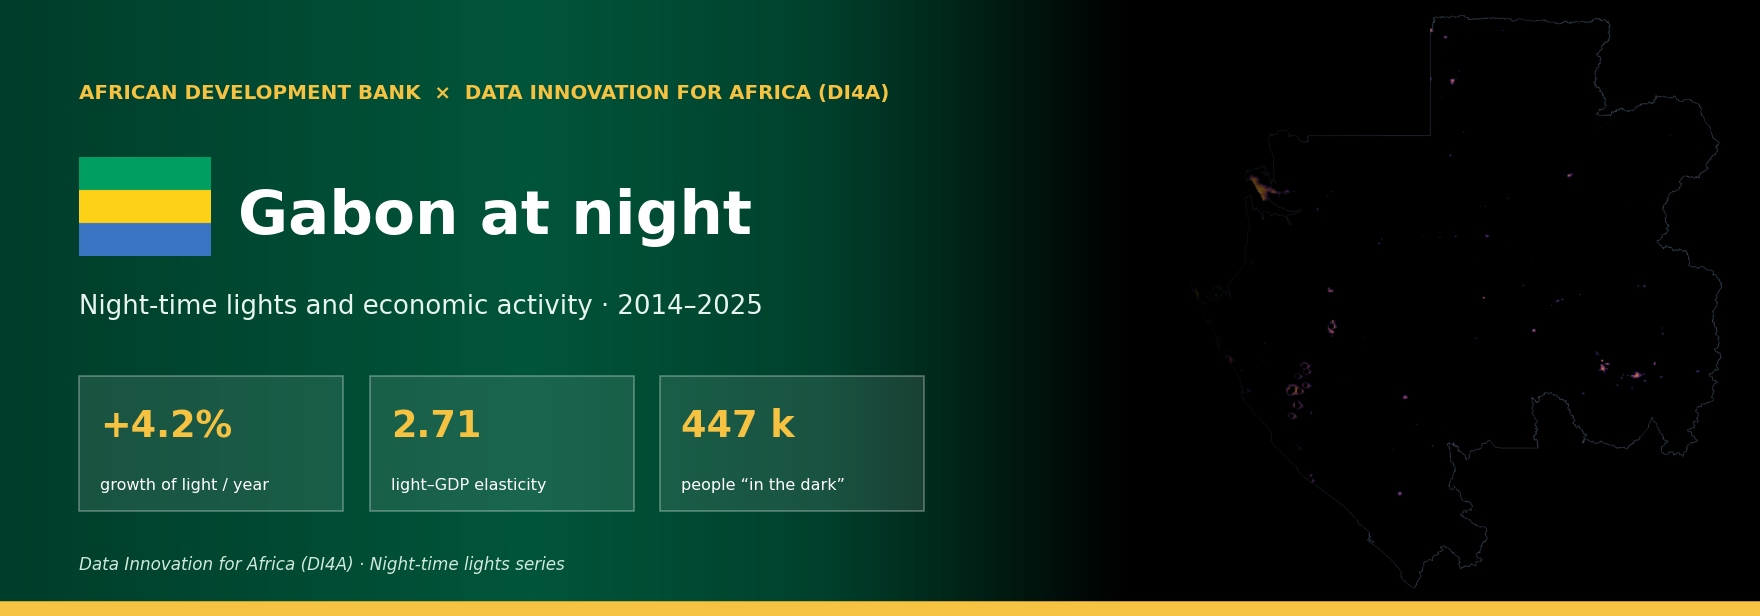 AFRICAN DEVELOPMENT BANK × DATA INNOVATION FOR AFRICA (DI4A)
Gabon at night
Night-time lights and economic activity · 2014–2025
+4.2%
growth of light / year
2.71
light–GDP elasticity
447 k
people “in the dark”
Data Innovation for Africa (DI4A) · Night-time lights series